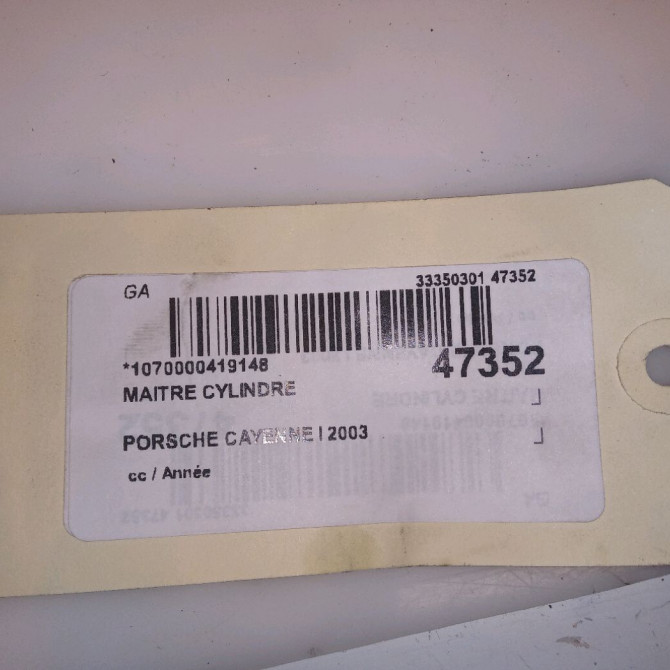 GA
33350301 47352
*1070000419148
47352
MAITRE CYLINDRE
PORSCHE CAYENNE I 2003
cc / Année